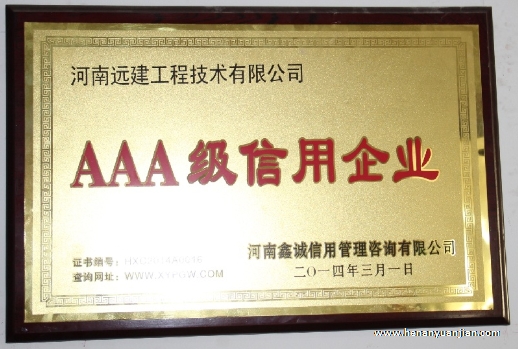 河南远建工程技术有限公司
AAA级信用企业
证书编号:
查询网址:
河南鑫诚信用管理咨询有限公司
二〇一四年三月一日
www.henanyuanjian.com